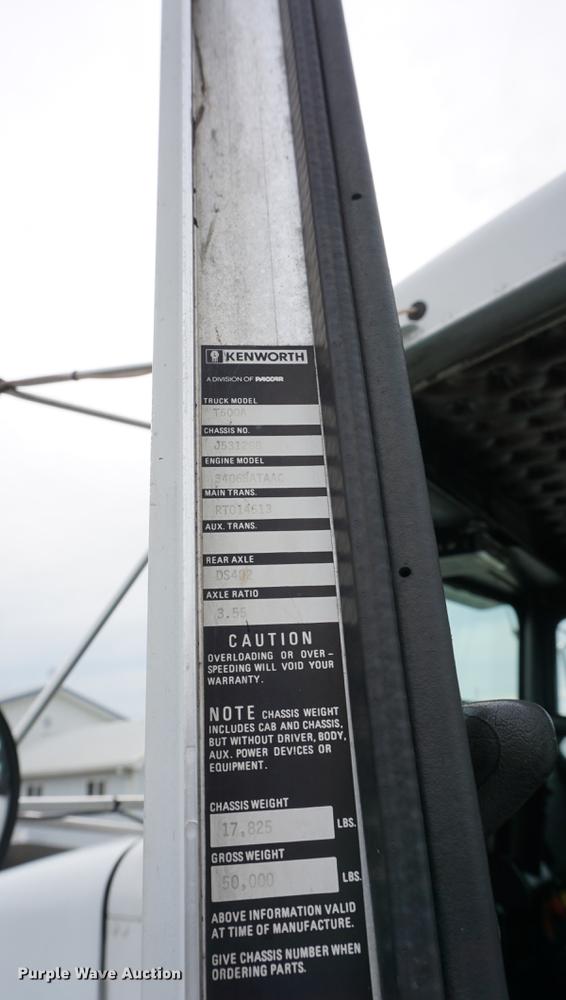 KENWORTH
A DIVISION OF PACCAR
TRUCK MODEL
T600A
CHASSIS NO.
ENGINE MODEL
MAIN TRANS.
RTO14613
AUX. TRANS.
REAR AXLE
DS402
AXLE RATIO
3.55
CAUTION
OVERLOADING OR OVER-
SPEEDING WILL VOID YOUR
WARRANTY.
NOTE CHASSIS WEIGHT
INCLUDES CAB AND CHASSIS,
BUT WITHOUT DRIVER, BODY,
AUX. POWER DEVICES OR
EQUIPMENT.
CHASSIS WEIGHT
17,825 LBS.
GROSS WEIGHT
50,000 LBS.
ABOVE INFORMATION VALID
AT TIME OF MANUFACTURE.
GIVE CHASSIS NUMBER WHEN
ORDERING PARTS.
Purple Wave Auction